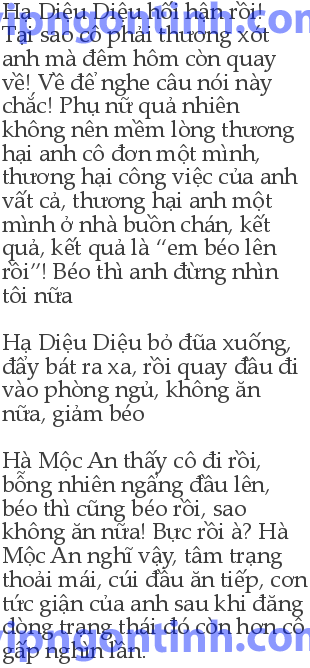 Hạ Diệu Diệu hối hận rồi!
Tại sao cô phải thương xót
anh mà đêm hôm còn quay
về! Về để nghe câu nói này
chắc! Phụ nữ quả nhiên
không nên mềm lòng thương
hại anh cô đơn một mình,
thương hại công việc của anh
vất cả, thương hại anh một
mình ở nhà buồn chán, kết
quả, kết quả là “em béo lên
rồi”! Béo thì anh đừng nhìn
tôi nữa
Hạ Diệu Diệu bỏ đũa xuống,
đẩy bát ra xa, rồi quay đầu đi
vào phòng ngủ, không ăn
nữa, giảm béo
Hà Mộc An thấy cô đi rồi,
bỗng nhiên ngẩng đầu lên,
béo thì cũng béo rồi, sao
không ăn nữa! Bực rồi à? Hà
Mộc An nghĩ vậy, tâm trạng
thoải mái, cúi đầu ăn tiếp, cơn
tức giận của anh sau khi đăng
dòng trạng thái đó còn hơn cô
gấp nghìn lần.
vipngontinh.com
vipngontinh.com
vipngontinh.com